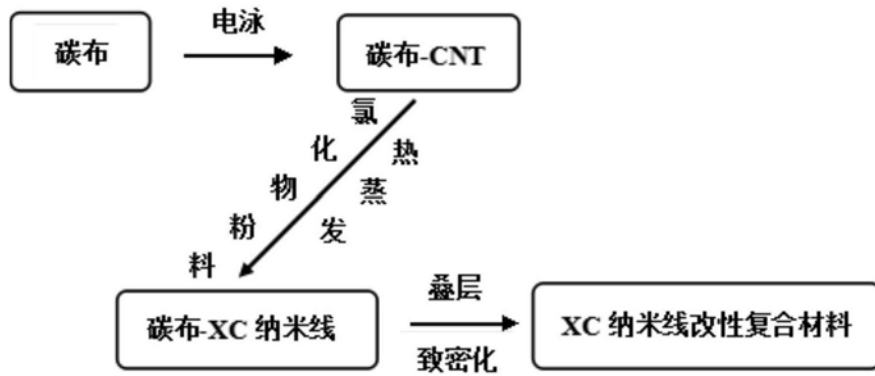 碳布
电泳
碳布-CNT
氯化物粉料
热蒸发
碳布-XC 纳米线
叠层
致密化
XC 纳米线改性复合材料